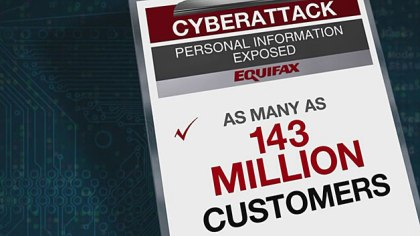 CYBERATTACK
PERSONAL INFORMATION
EXPOSED
EQUIFAX
AS MANY AS
143
MILLION
CUSTOMERS